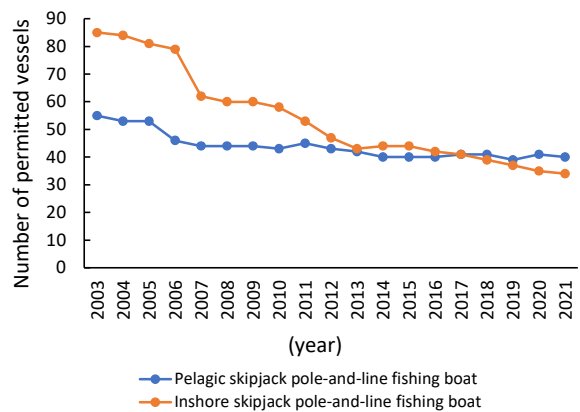 90
80
70
60
50
40
30
20
10
0
Number of permitted vessels
2003 2004 2005 2006 2007 2008 2009 2010 2011 2012 2013 2014 2015 2016 2017 2018 2019 2020 2021
(year)
Pelagic skipjack pole-and-line fishing boat
Inshore skipjack pole-and-line fishing boat